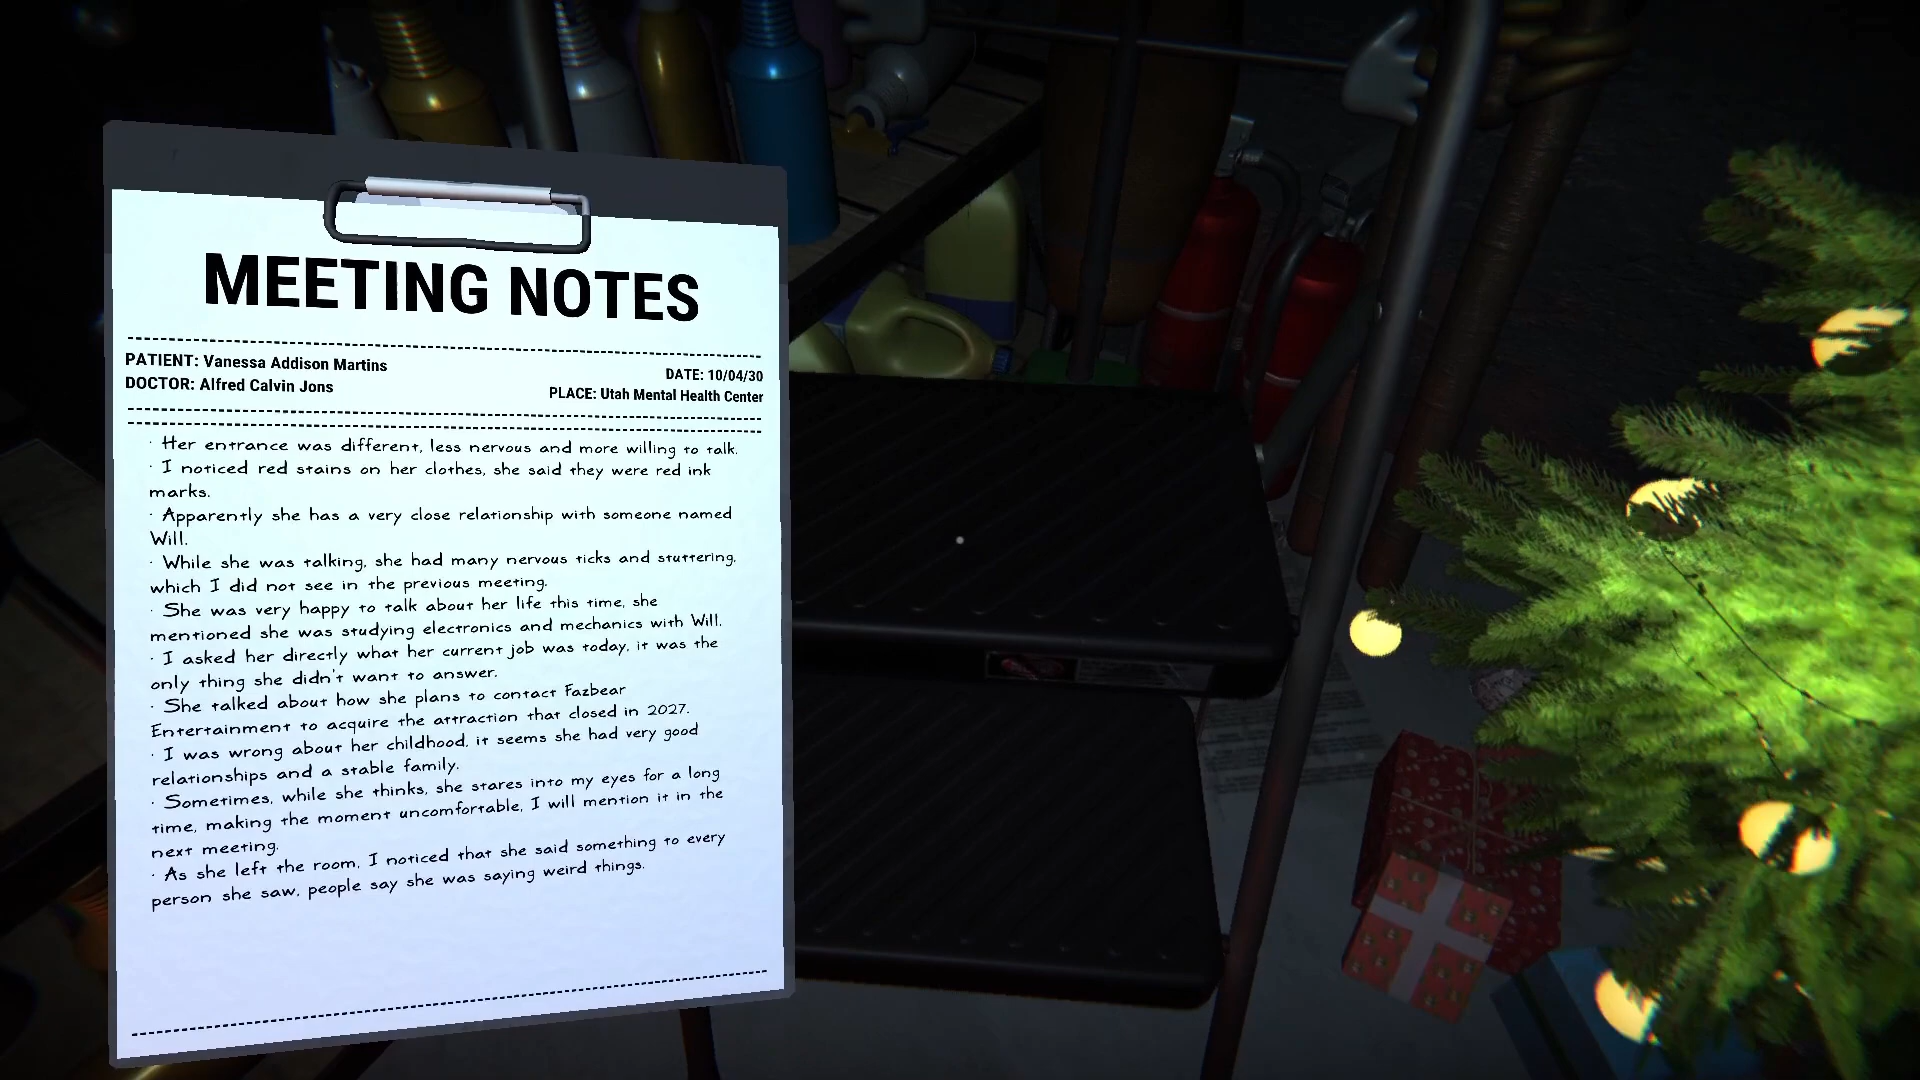 MEETING NOTES
PATIENT: Vanessa Addison Martins
DOCTOR: Alfred Calvin Jons
DATE: 10/04/30
PLACE: Utah Mental Health Center
· Her entrance was different, less nervous and more willing to talk.
· I noticed red stains on her clothes, she said they were red ink
marks.
· Apparently she has a very close relationship with someone named
Will.
· While she was talking, she had many nervous ticks and stuttering,
which I did not see in the previous meeting.
· She was very happy to talk about her life this time, she
mentioned she was studying electronics and mechanics with Will.
· I asked her directly what her current job was today, it was the
only thing she didn't want to answer.
· She talked about how she plans to contact Fazbear
Entertainment to acquire the attraction that closed in 2027.
· I was wrong about her childhood, it seems she had very good
relationships and a stable family.
· Sometimes, while she thinks, she stares into my eyes for a long
time, making the moment uncomfortable, I will mention it in the
next meeting.
· As she left the room, I noticed that she said something to every
person she saw, people say she was saying weird things.